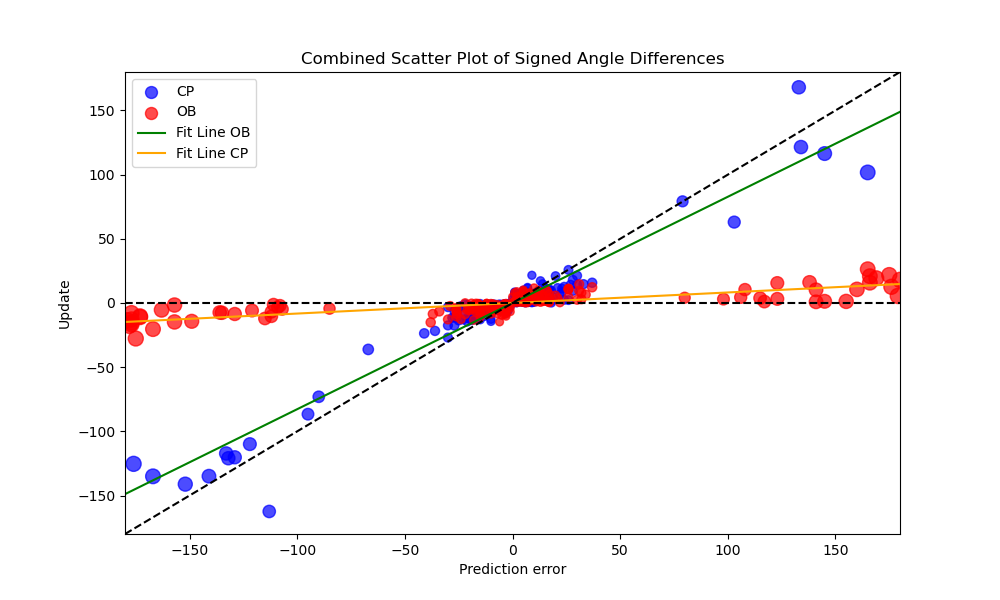 Combined Scatter Plot of Signed Angle Differences
CP
OB
Fit Line OB
Fit Line CP
150
100
50
0
−50
−100
−150
Update
−150
−100
−50
0
50
100
150
Prediction error